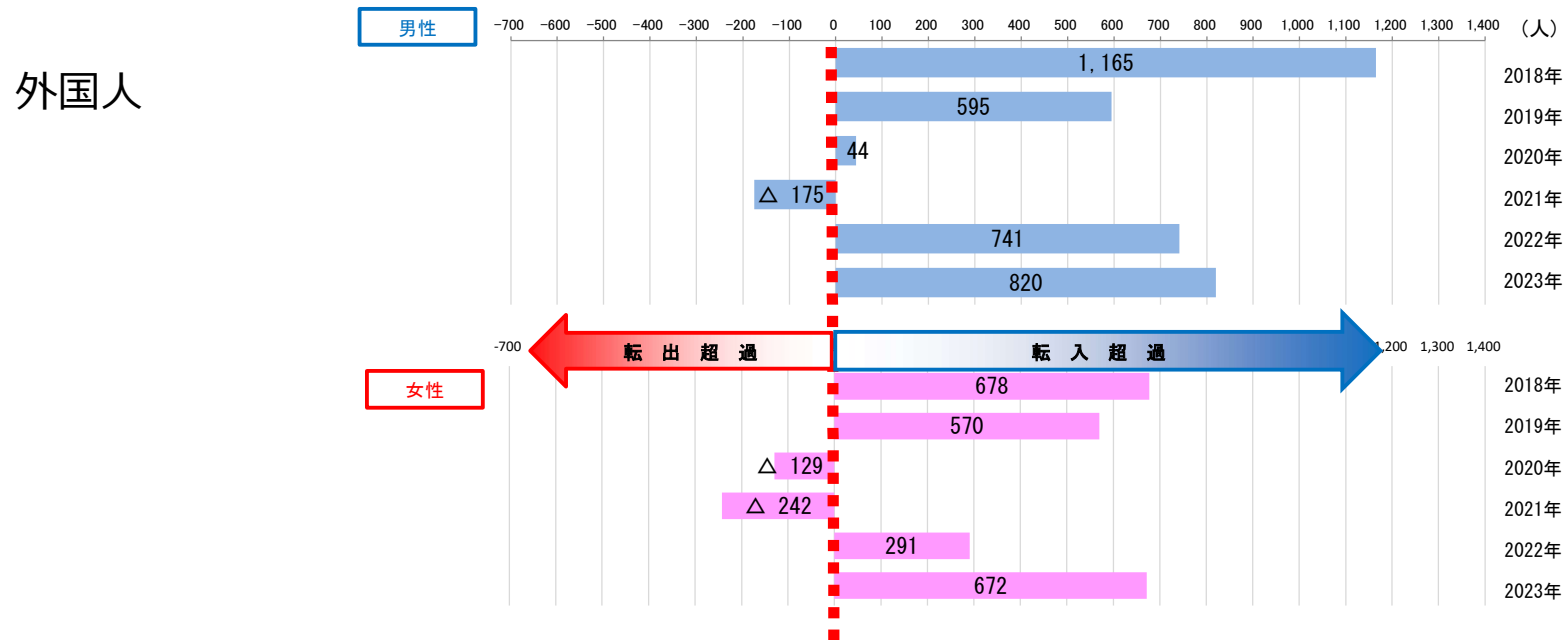 男性 -700 -600 -500 -400 -300 -200 -100 0 100 200 300 400 500 600 700 800 900 1,000 1,100 1,200 1,300 1,400 （人）
外国人
1,165 2018年
595 2019年
44 2020年
△ 175 2021年
741 2022年
820 2023年
-700 転出超過 転入超過 1,200 1,300 1,400
女性
678 2018年
570 2019年
△ 129 2020年
△ 242 2021年
291 2022年
672 2023年